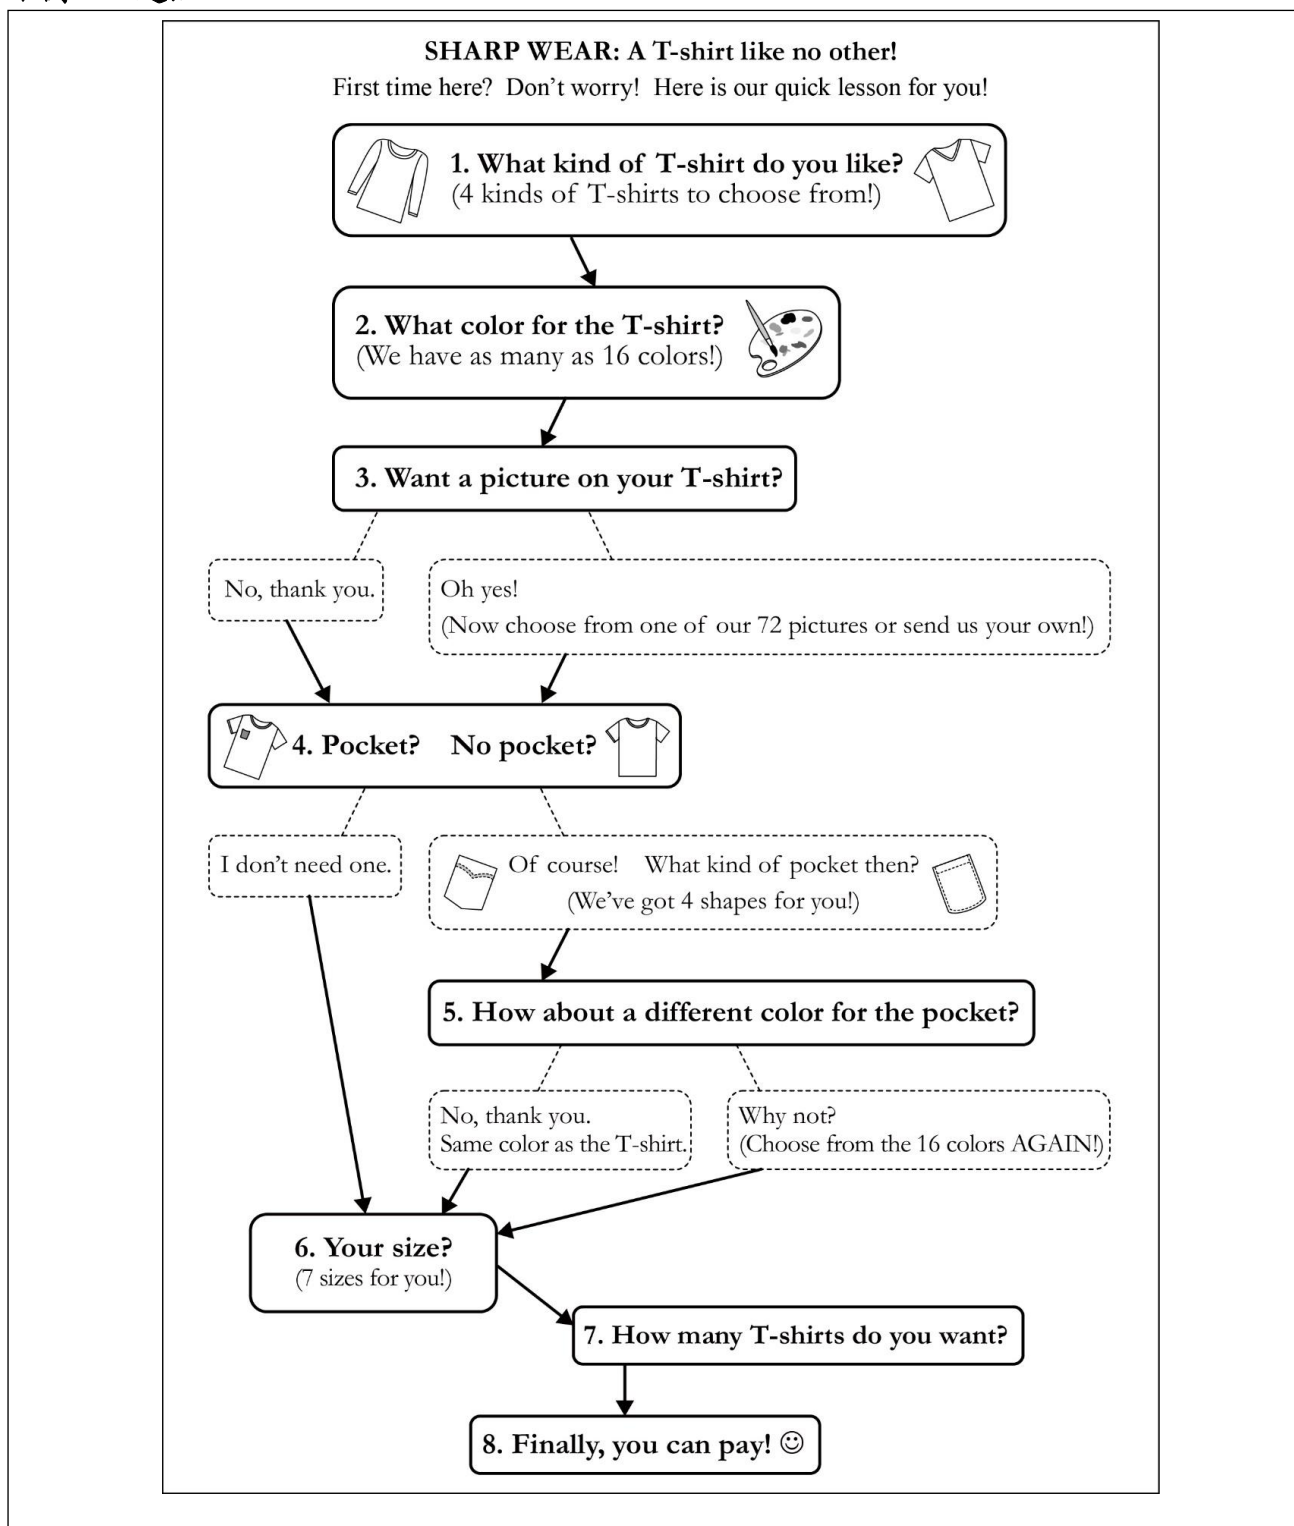 SHARP WEAR: A T-shirt like no other!
First time here? Don't worry! Here is our quick lesson for you!
1. What kind of T-shirt do you like?
(4 kinds of T-shirts to choose from!)
2. What color for the T-shirt?
(We have as many as 16 colors!)
3. Want a picture on your T-shirt?
No, thank you.
Oh yes!
(Now choose from one of our 72 pictures or send us your own!)
4. Pocket? No pocket?
I don't need one.
Of course! What kind of pocket then?
(We've got 4 shapes for you!)
5. How about a different color for the pocket?
No, thank you.
Same color as the T-shirt.
Why not?
(Choose from the 16 colors AGAIN!)
6. Your size?
(7 sizes for you!)
7. How many T-shirts do you want?
8. Finally, you can pay! ☺